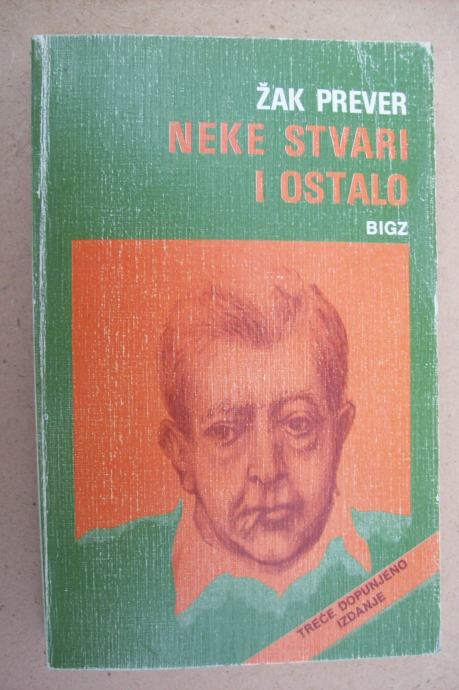 ŽAK PREVER
NEKE STVARI
I OSTALO
BIGZ
TREĆE DOPUNJENO
IZDANJE